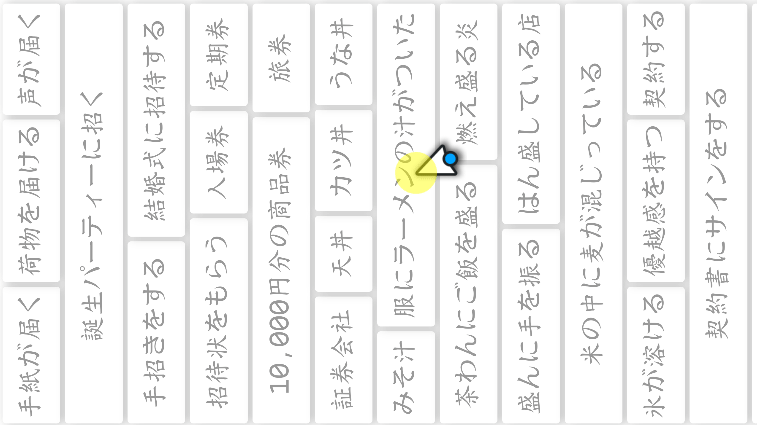 手紙が届く 荷物を届ける 声が届く
誕生パーティーに招く
手招きをする 結婚式に招待する
招待状をもらう 入場券 定期券
10,000円分の商品券 旅券
証券会社 天丼 カツ丼 うな丼
みそ汁 服にラーメンの汁がついた
茶わんにご飯を盛る 燃え盛る炎
盛んに手を振る はん盛している店
米の中に麦が混じっている
氷が溶ける 優越感を持つ 契約する
契約書にサインをする